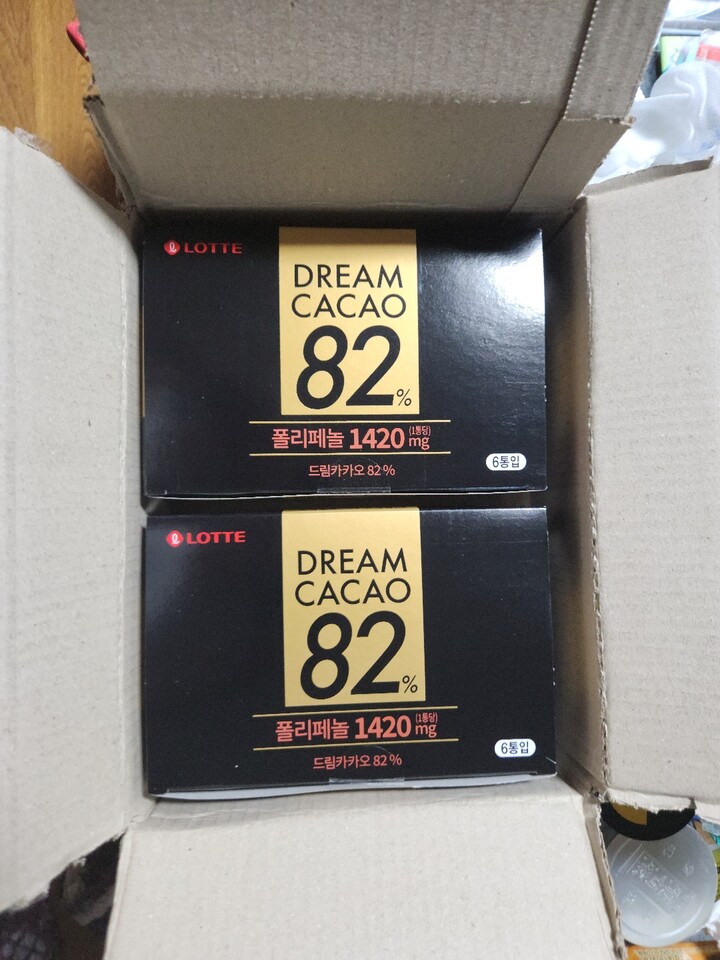 LOTTE
DREAM
CACAO
82%
폴리페놀 1420 (1통당) mg
6통입
드림카카오 82 %
LOTTE
DREAM
CACAO
82%
폴리페놀 1420 (1통당) mg
6통입
드림카카오 82 %